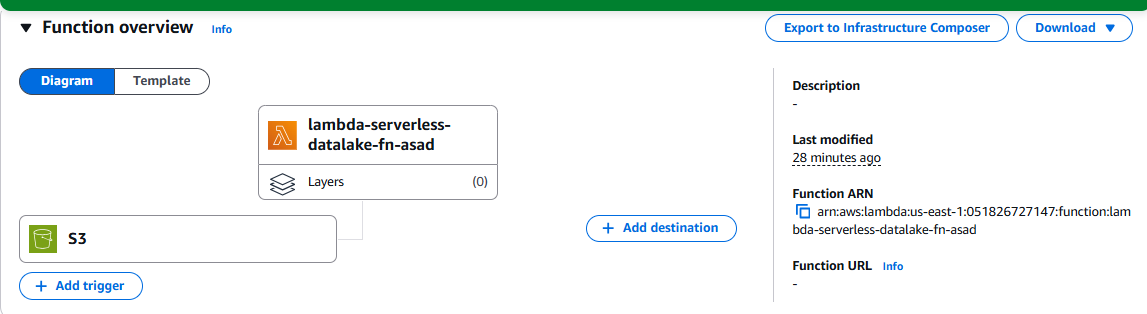 Function overview Info
Export to Infrastructure Composer
Download
Diagram
Template
lambda-serverless-
datalake-fn-asad
Layers
(0)
S3
Add trigger
Add destination
Description
-
Last modified
28 minutes ago
Function ARN
arn:aws:lambda:us-east-1:051826727147:function:lam
bda-serverless-datalake-fn-asad
Function URL Info
-